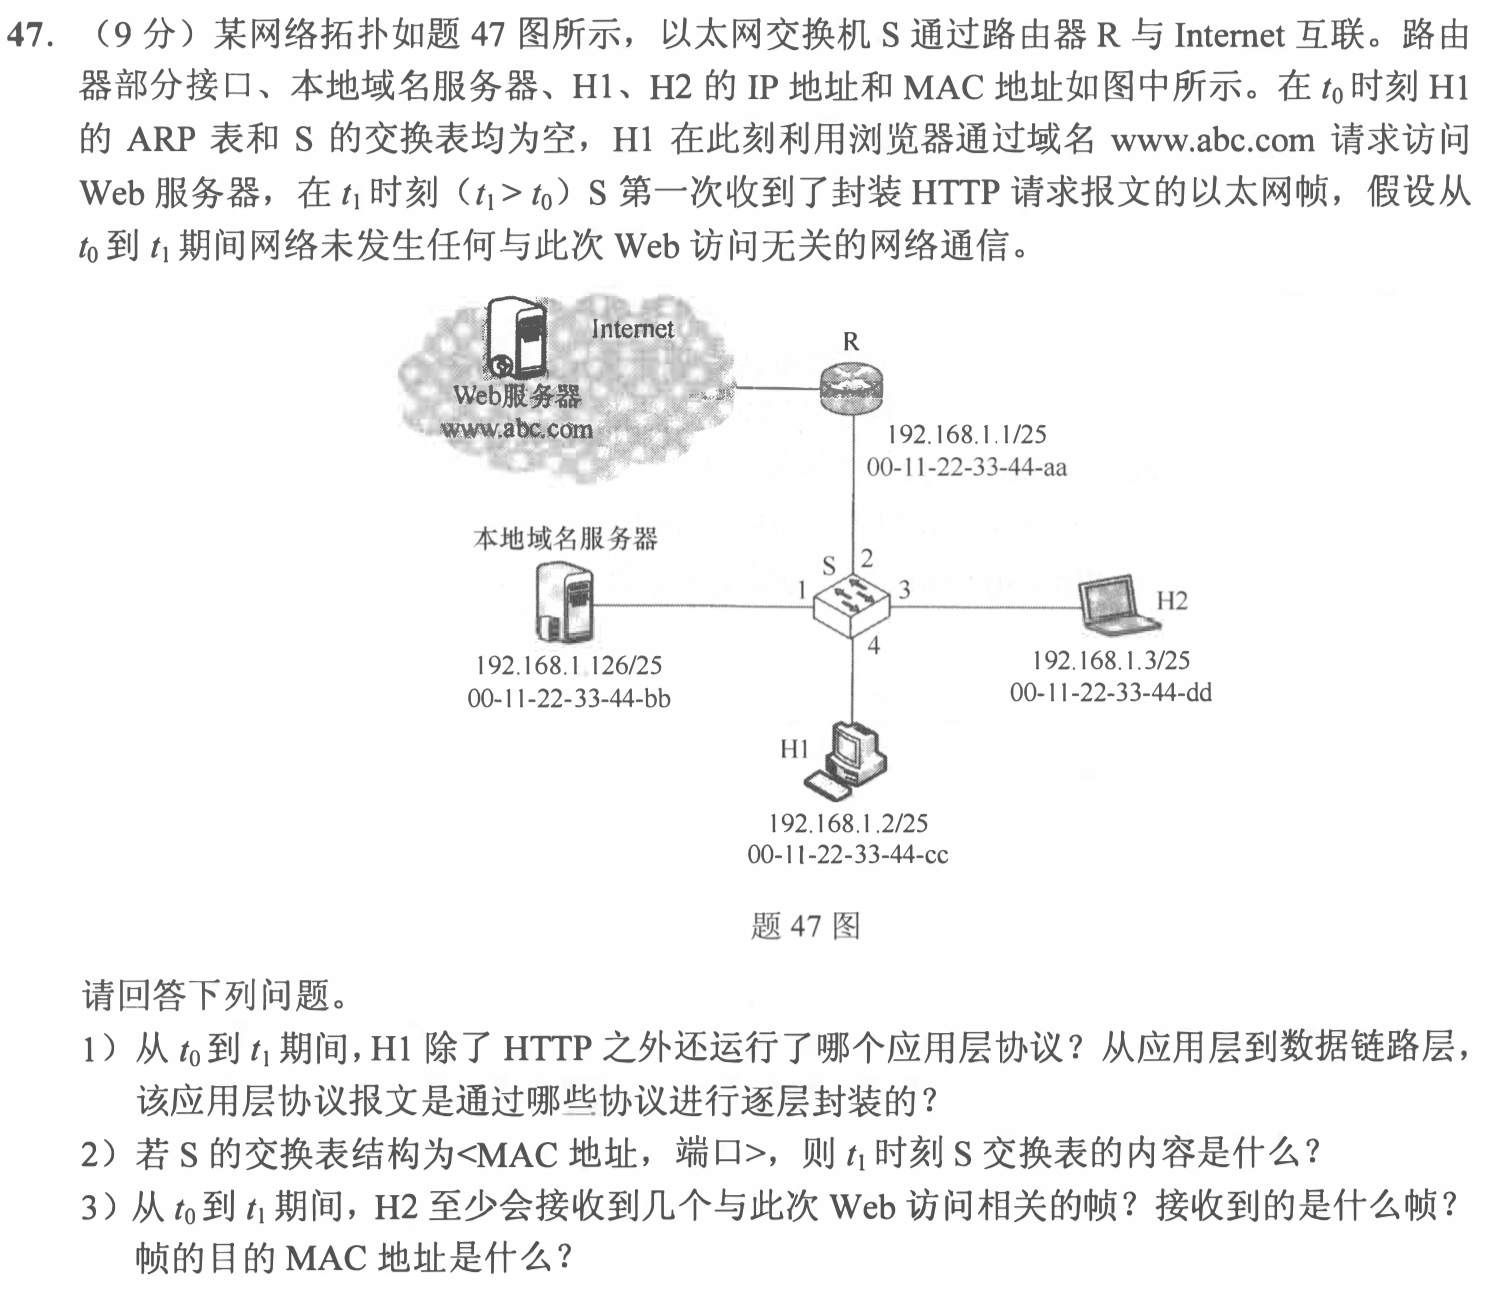 47. （9 分）某网络拓扑如题 47 图所示，以太网交换机 S 通过路由器 R 与 Internet 互联。路由
器部分接口、本地域名服务器、H1、H2 的 IP 地址和 MAC 地址如图中所示。在 t0 时刻 H1
的 ARP 表和 S 的交换表均为空，H1 在此刻利用浏览器通过域名 www.abc.com 请求访问
Web 服务器，在 t1 时刻（t1 > t0）S 第一次收到了封装 HTTP 请求报文的以太网帧，假设从
t0 到 t1 期间网络未发生任何与此次 Web 访问无关的网络通信。
Internet
Web服务器
www.abc.com
R
192.168.1.1/25
00-11-22-33-44-aa
本地域名服务器
192.168.1.126/25
00-11-22-33-44-bb
S
1
2
3
4
H2
192.168.1.3/25
00-11-22-33-44-dd
H1
192.168.1.2/25
00-11-22-33-44-cc
题 47 图
请回答下列问题。
1）从 t0 到 t1 期间，H1 除了 HTTP 之外还运行了哪个应用层协议？从应用层到数据链路层，
该应用层协议报文是通过哪些协议进行逐层封装的？
2）若 S 的交换表结构为<MAC 地址，端口>，则 t1 时刻 S 交换表的内容是什么？
3）从 t0 到 t1 期间，H2 至少会接收到几个与此次 Web 访问相关的帧？接收到的是什么帧？
帧的目的 MAC 地址是什么？